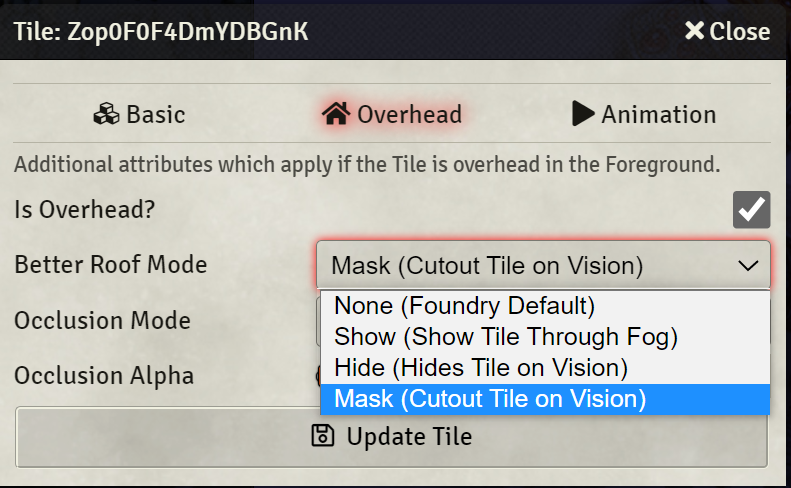 Tile: Zop0F0F4DmYDBGnK Close
Basic Overhead Animation
Additional attributes which apply if the Tile is overhead in the Foreground.
Is Overhead?
Better Roof Mode Mask (Cutout Tile on Vision)
None (Foundry Default)
Show (Show Tile Through Fog)
Occlusion Mode
Hide (Hides Tile on Vision)
Occlusion Alpha
Mask (Cutout Tile on Vision)
Update Tile